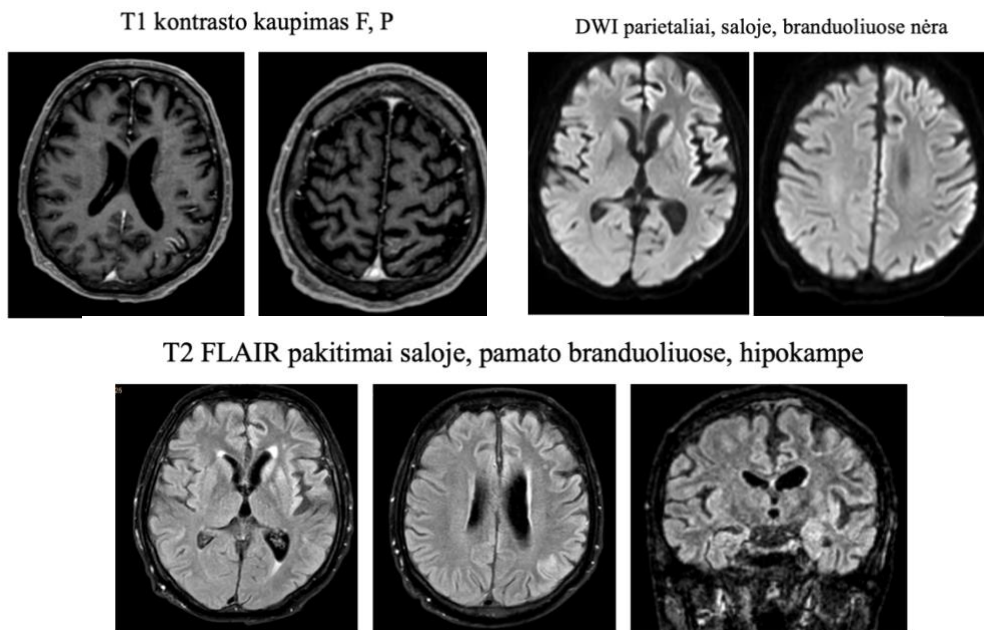 T1 kontrasto kaupimas F, P
DWI parietaliai, saloje, branduoliuose nėra
T2 FLAIR pakitimai saloje, pamato branduoliuose, hipokampe